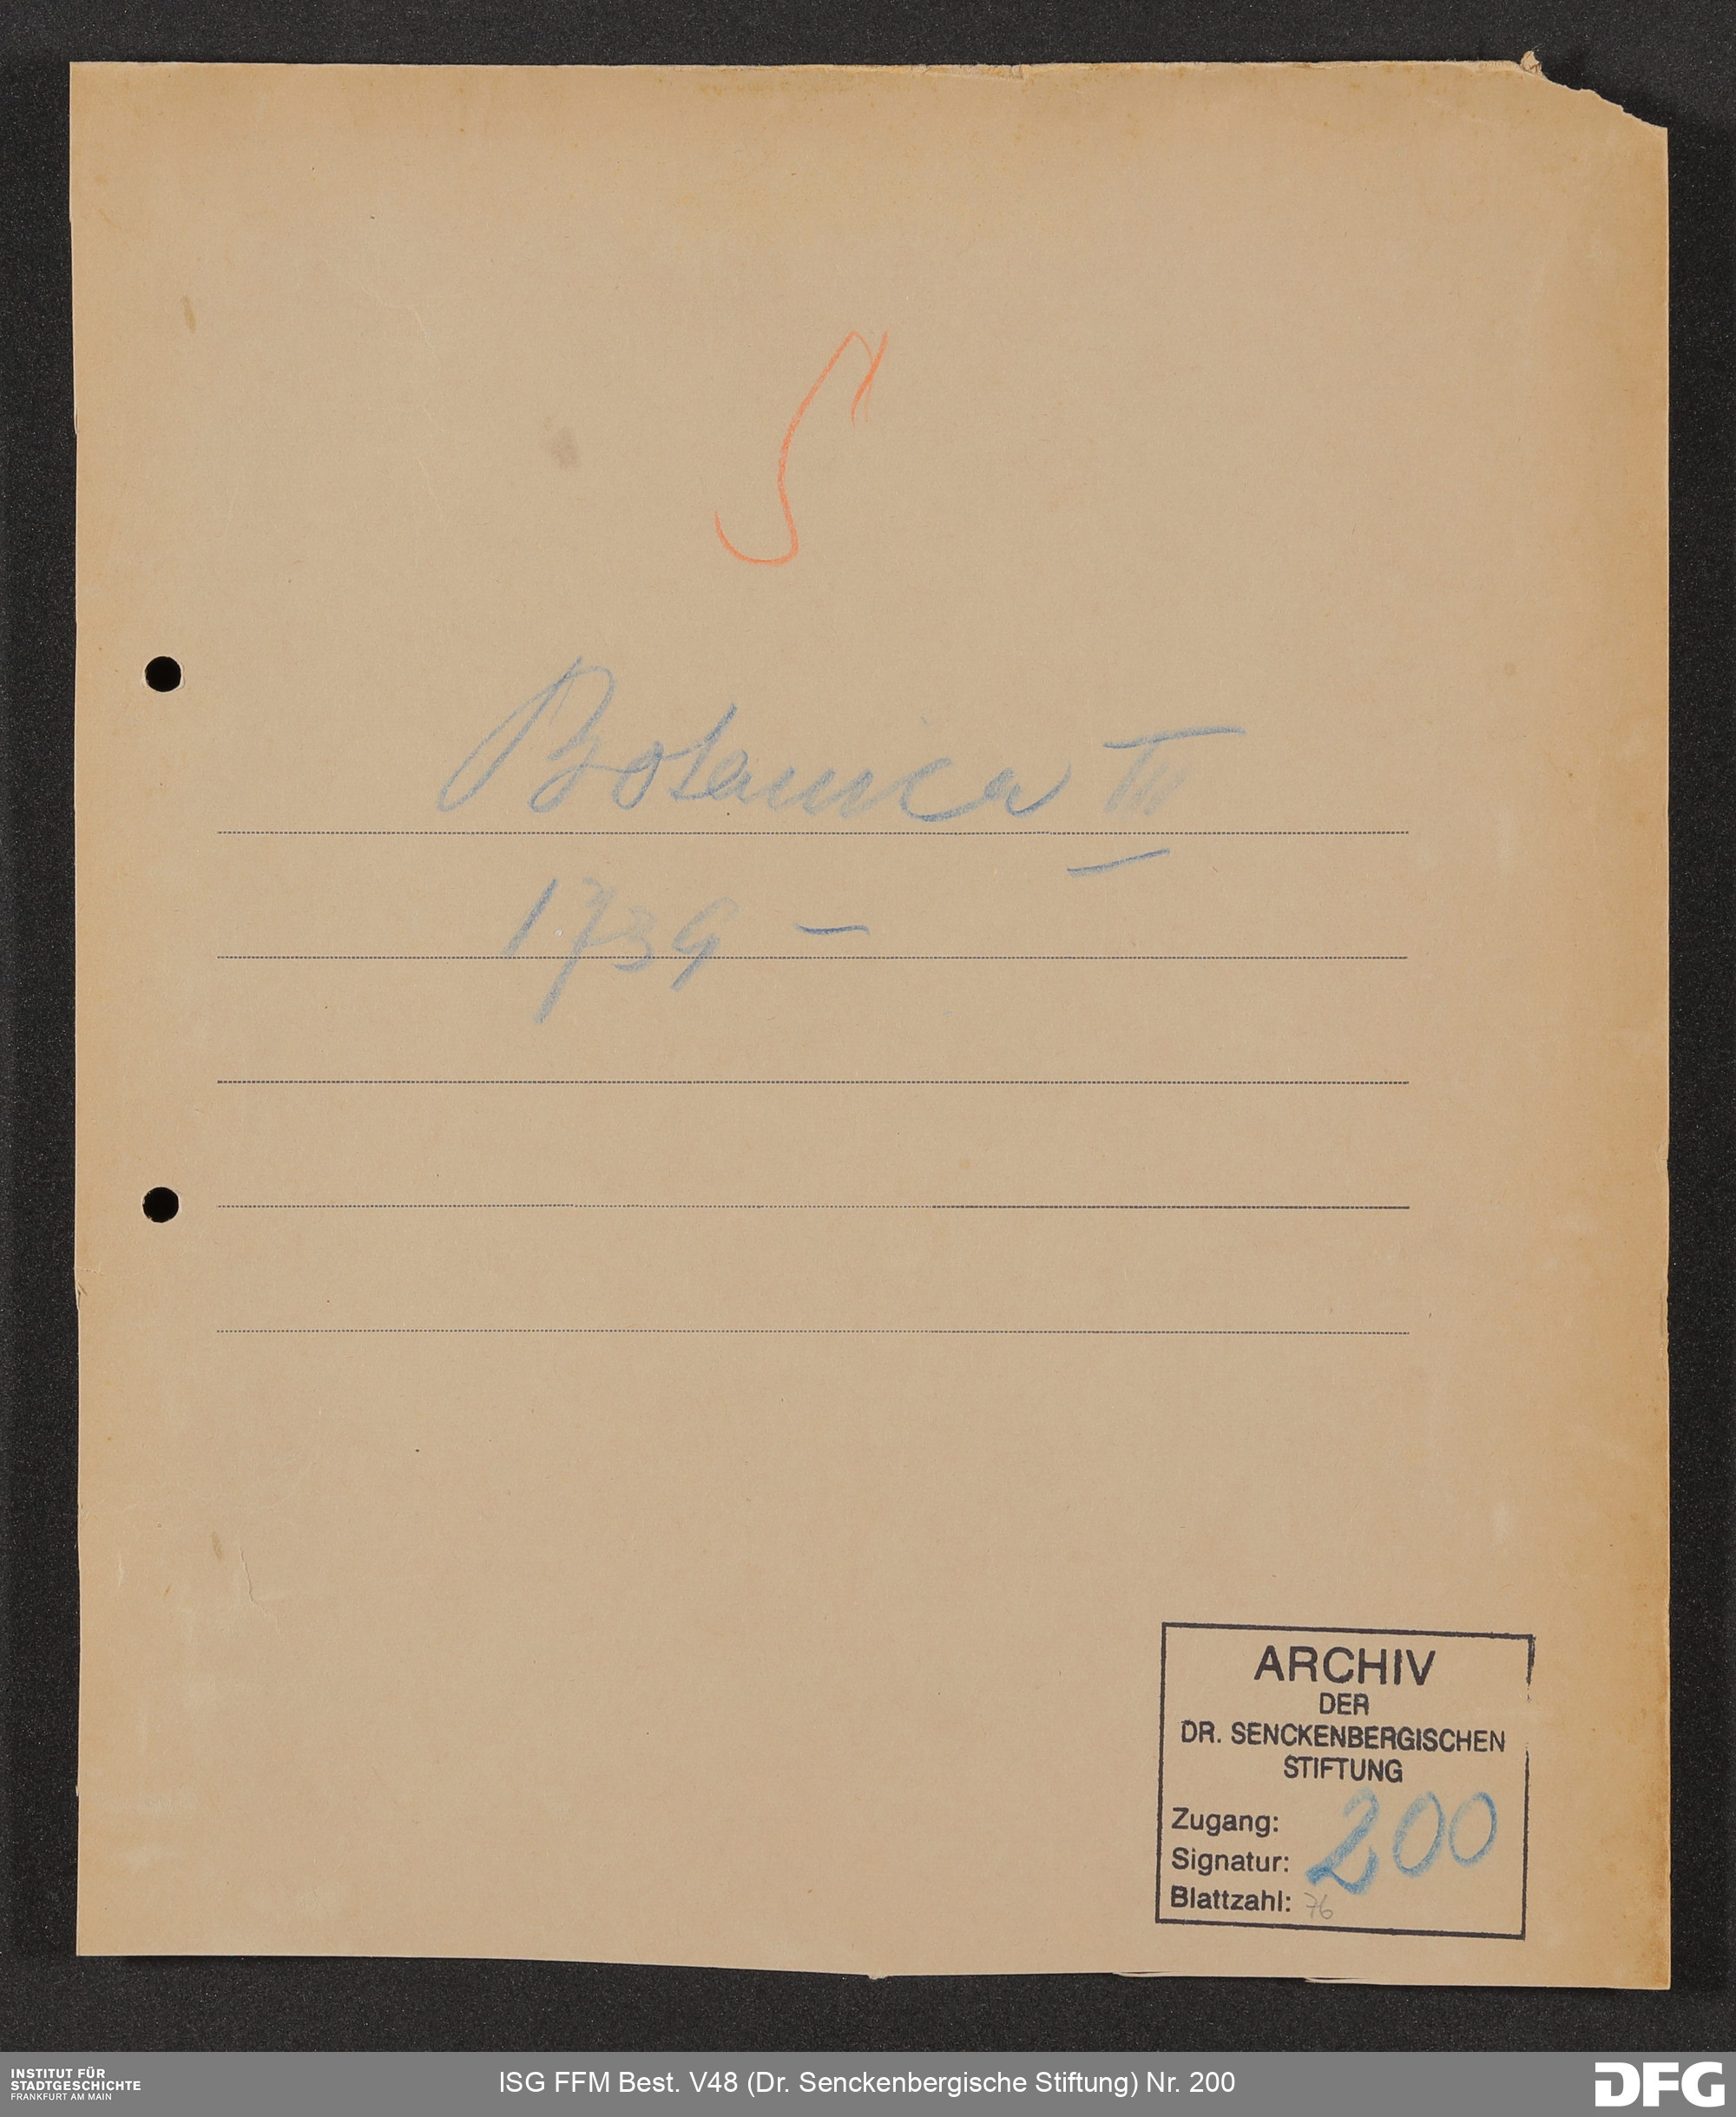 Botanica III
1739 –
ARCHIV
DER
DR. SENCKENBERGISCHEN
STIFTUNG
Zugang:
Signatur: 200
Blattzahl: 76
INSTITUT FÜR
STADTGESCHICHTE
FRANKFURT AM MAIN
ISG FFM Best. V48 (Dr. Senckenbergische Stiftung) Nr. 200
DFG